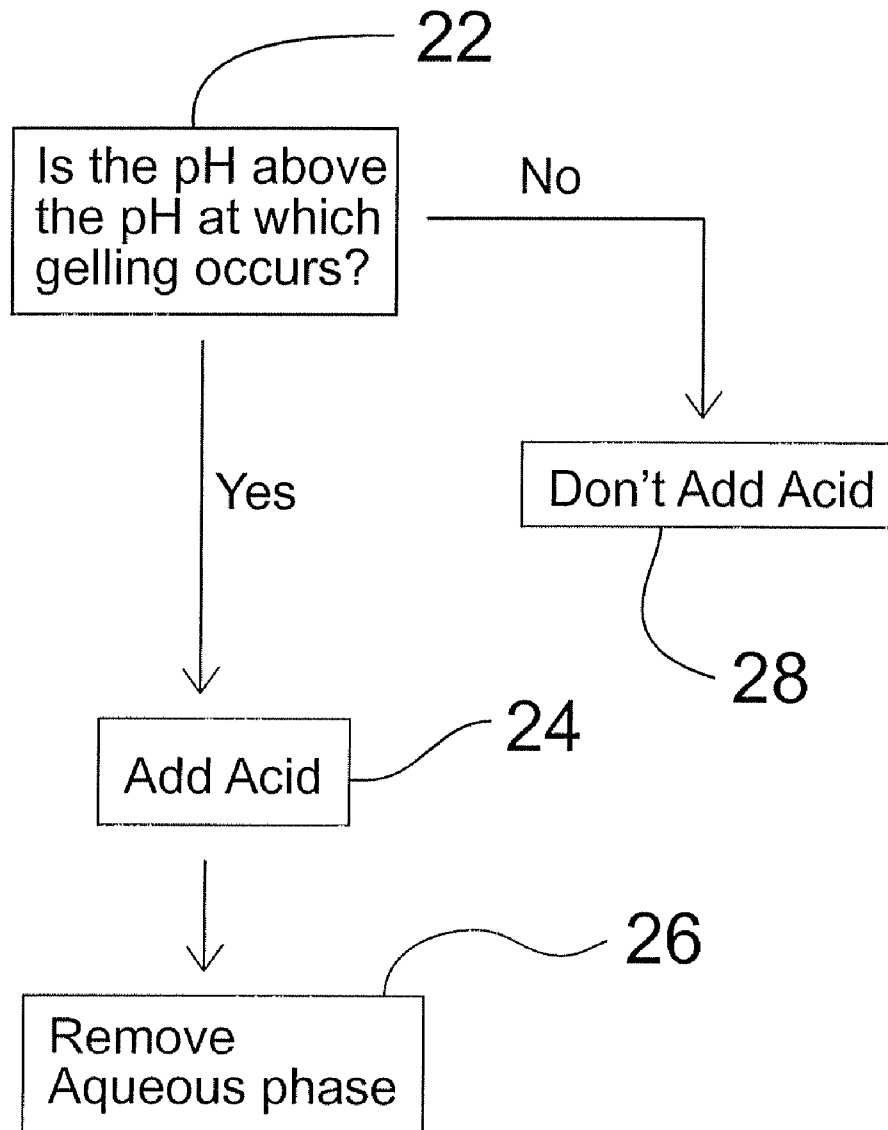 22
Is the pH above
the pH at which
gelling occurs?
No
Yes
Don't Add Acid
28
24
Add Acid
26
Remove
Aqueous phase